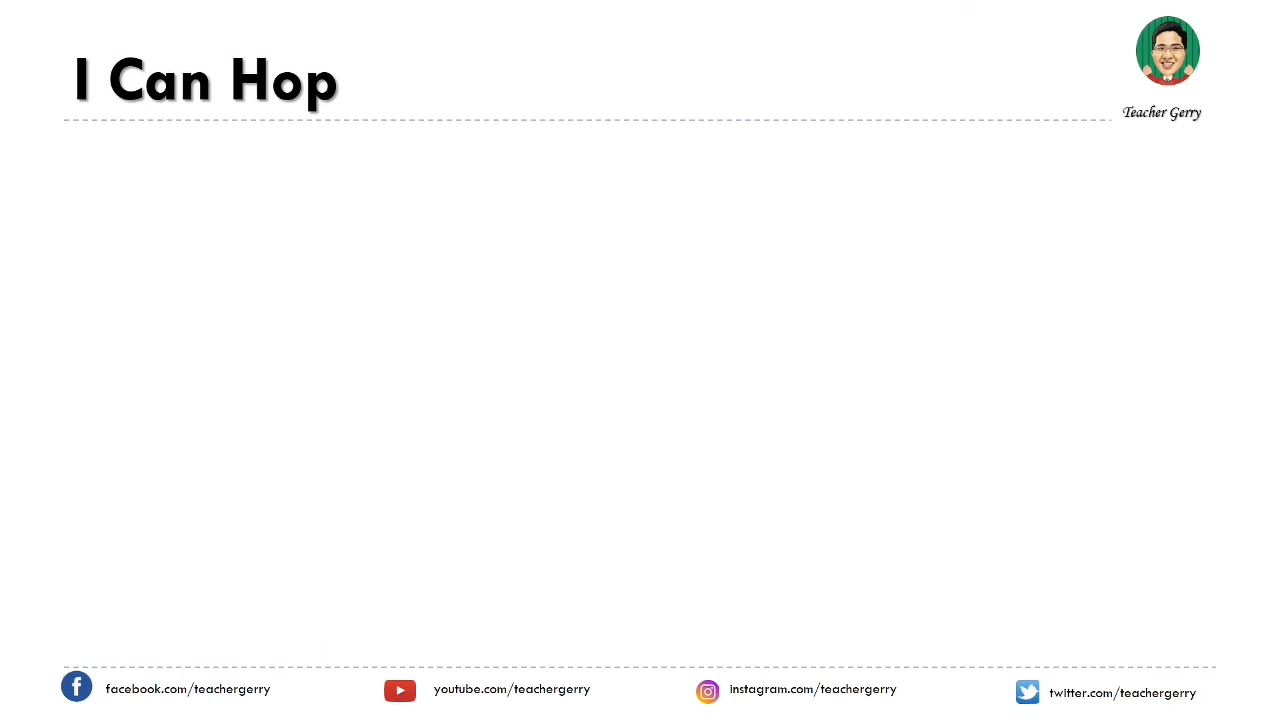 I Can Hop
Teacher Gerry
facebook.com/teachergerry
youtube.com/teachergerry
instagram.com/teachergerry
twitter.com/teachergerry